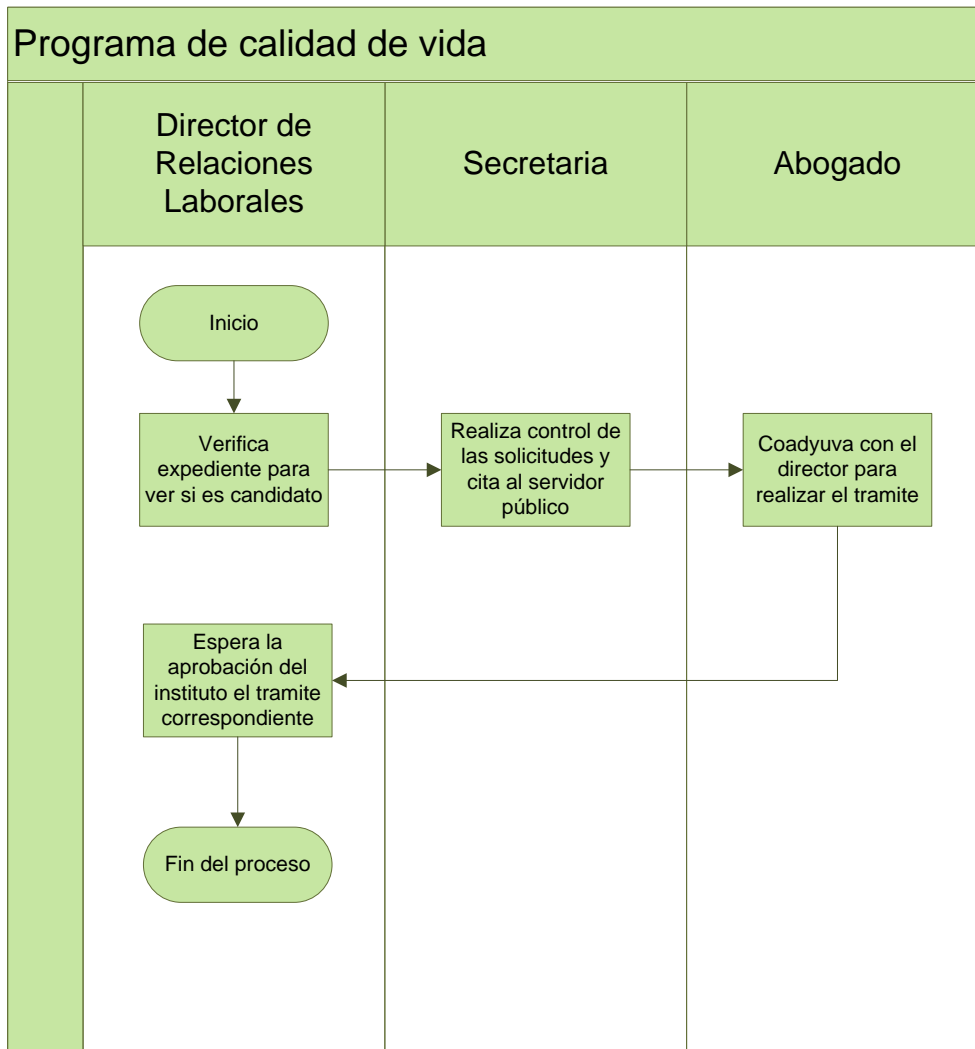 Programa de calidad de vida
Director de
Relaciones
Laborales
Secretaria
Abogado
Inicio
Verifica
expediente para
ver si es candidato
Realiza control de
las solicitudes y
cita al servidor
público
Coadyuva con el
director para
realizar el tramite
Espera la
aprobación del
instituto el tramite
correspondiente
Fin del proceso